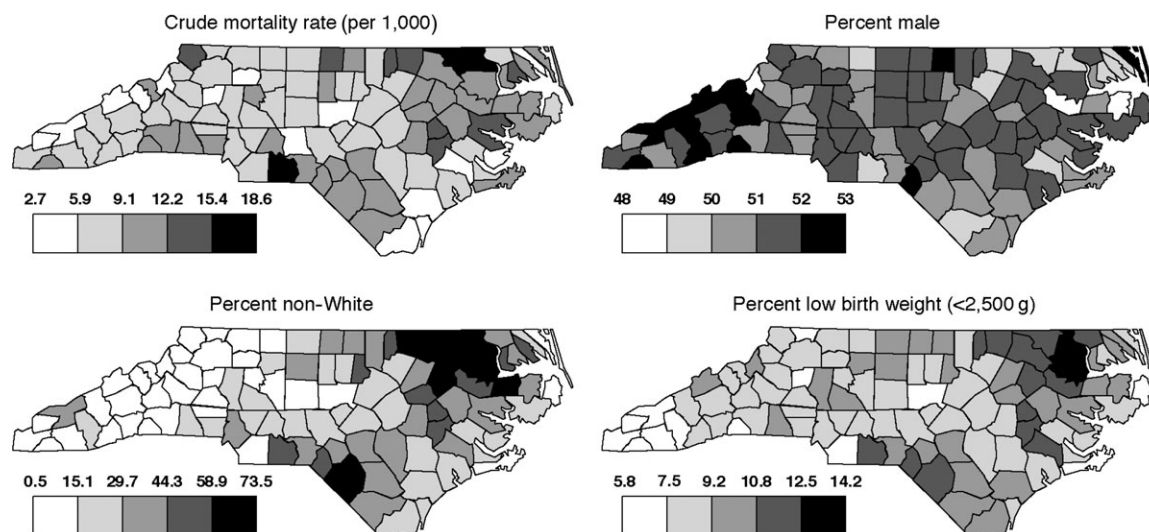 Crude mortality rate (per 1,000)
Percent male
2.7 5.9 9.1 12.2 15.4 18.6
48 49 50 51 52 53
Percent non-White
Percent low birth weight (<2,500 g)
0.5 15.1 29.7 44.3 58.9 73.5
5.8 7.5 9.2 10.8 12.5 14.2